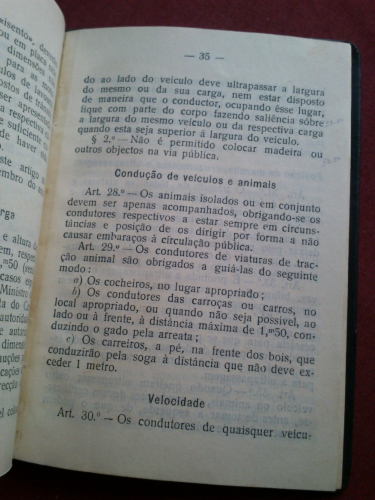 «isento», deven
— 35 —
do ao lado do veículo deve ultrapassar a largura
do mesmo ou da sua carga, nem estar disposto
de maneira que o conductor, ocupando êsse lugar,
fique com parte do corpo fazendo saliência sôbre
a largura do mesmo veículo ou da respectiva carga
quando esta seja superior á largura do veículo.
§ 2.º — Não é permitido colocar madeira ou
outros objectos na via pública.
Condução de veículos e animais
Art. 28.º — Os animais isolados ou em conjunto
devem ser apenas acompanhados, obrigando-se os
condutores respectivos a estar sempre em circuns-
tâncias e posição de os dirigir por forma a não
causar embaraços à circulação pública.
Art. 29.º — Os condutores de viaturas de trac-
ção animal são obrigados a guiá-las do seguinte
modo:
a) Os cocheiros, no lugar apropriado;
b) Os condutores das carroças ou carros, no
local apropriado, ou quando não seja possível, ao
lado ou à frente, à distância máxima de 1,m50, con-
duzindo o gado pela arreata;
c) Os carreiros, a pé, na frente dos bois, que
conduzirão pela soga à distância que não deve ex-
ceder 1 metro.
Velocidade
Art. 30.º — Os condutores de quaisquer veícu-